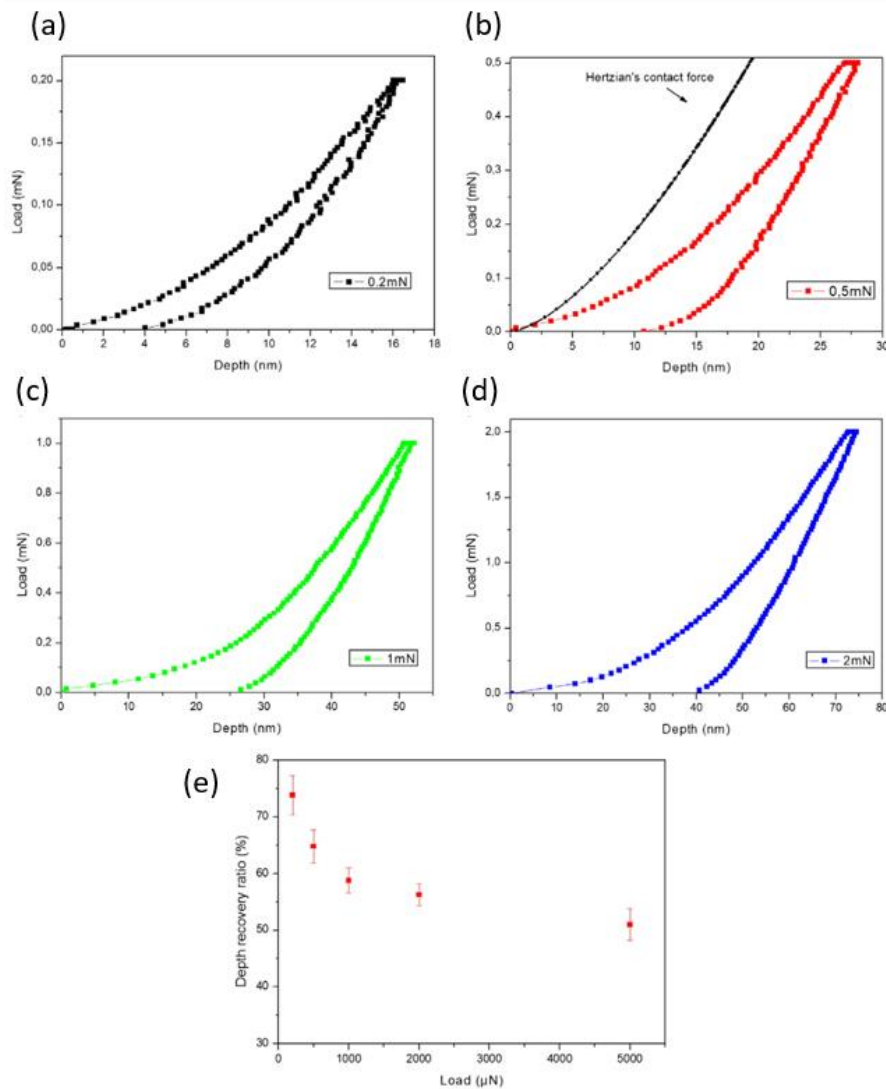 (a)
0,20
0,15
0,10
0,05
0,00
Load (mN)
0.2mN
0 2 4 6 8 10 12 14 16 18
Depth (nm)
(b)
0,5
0,4
0,3
0,2
0,1
0,0
Load (mN)
Hertzian's contact force
0,5mN
0 5 10 15 20 25 30
Depth (nm)
(c)
1,0
0,8
0,6
0,4
0,2
0,0
Load (mN)
1mN
0 10 20 30 40 50
Depth (nm)
(d)
2,0
1,5
1,0
0,5
0,0
Load (mN)
2mN
0 10 20 30 40 50 60 70 80
Depth (nm)
(e)
80
70
60
50
40
30
Depth recovery ratio (%)
0 1000 2000 3000 4000 5000
Load (µN)